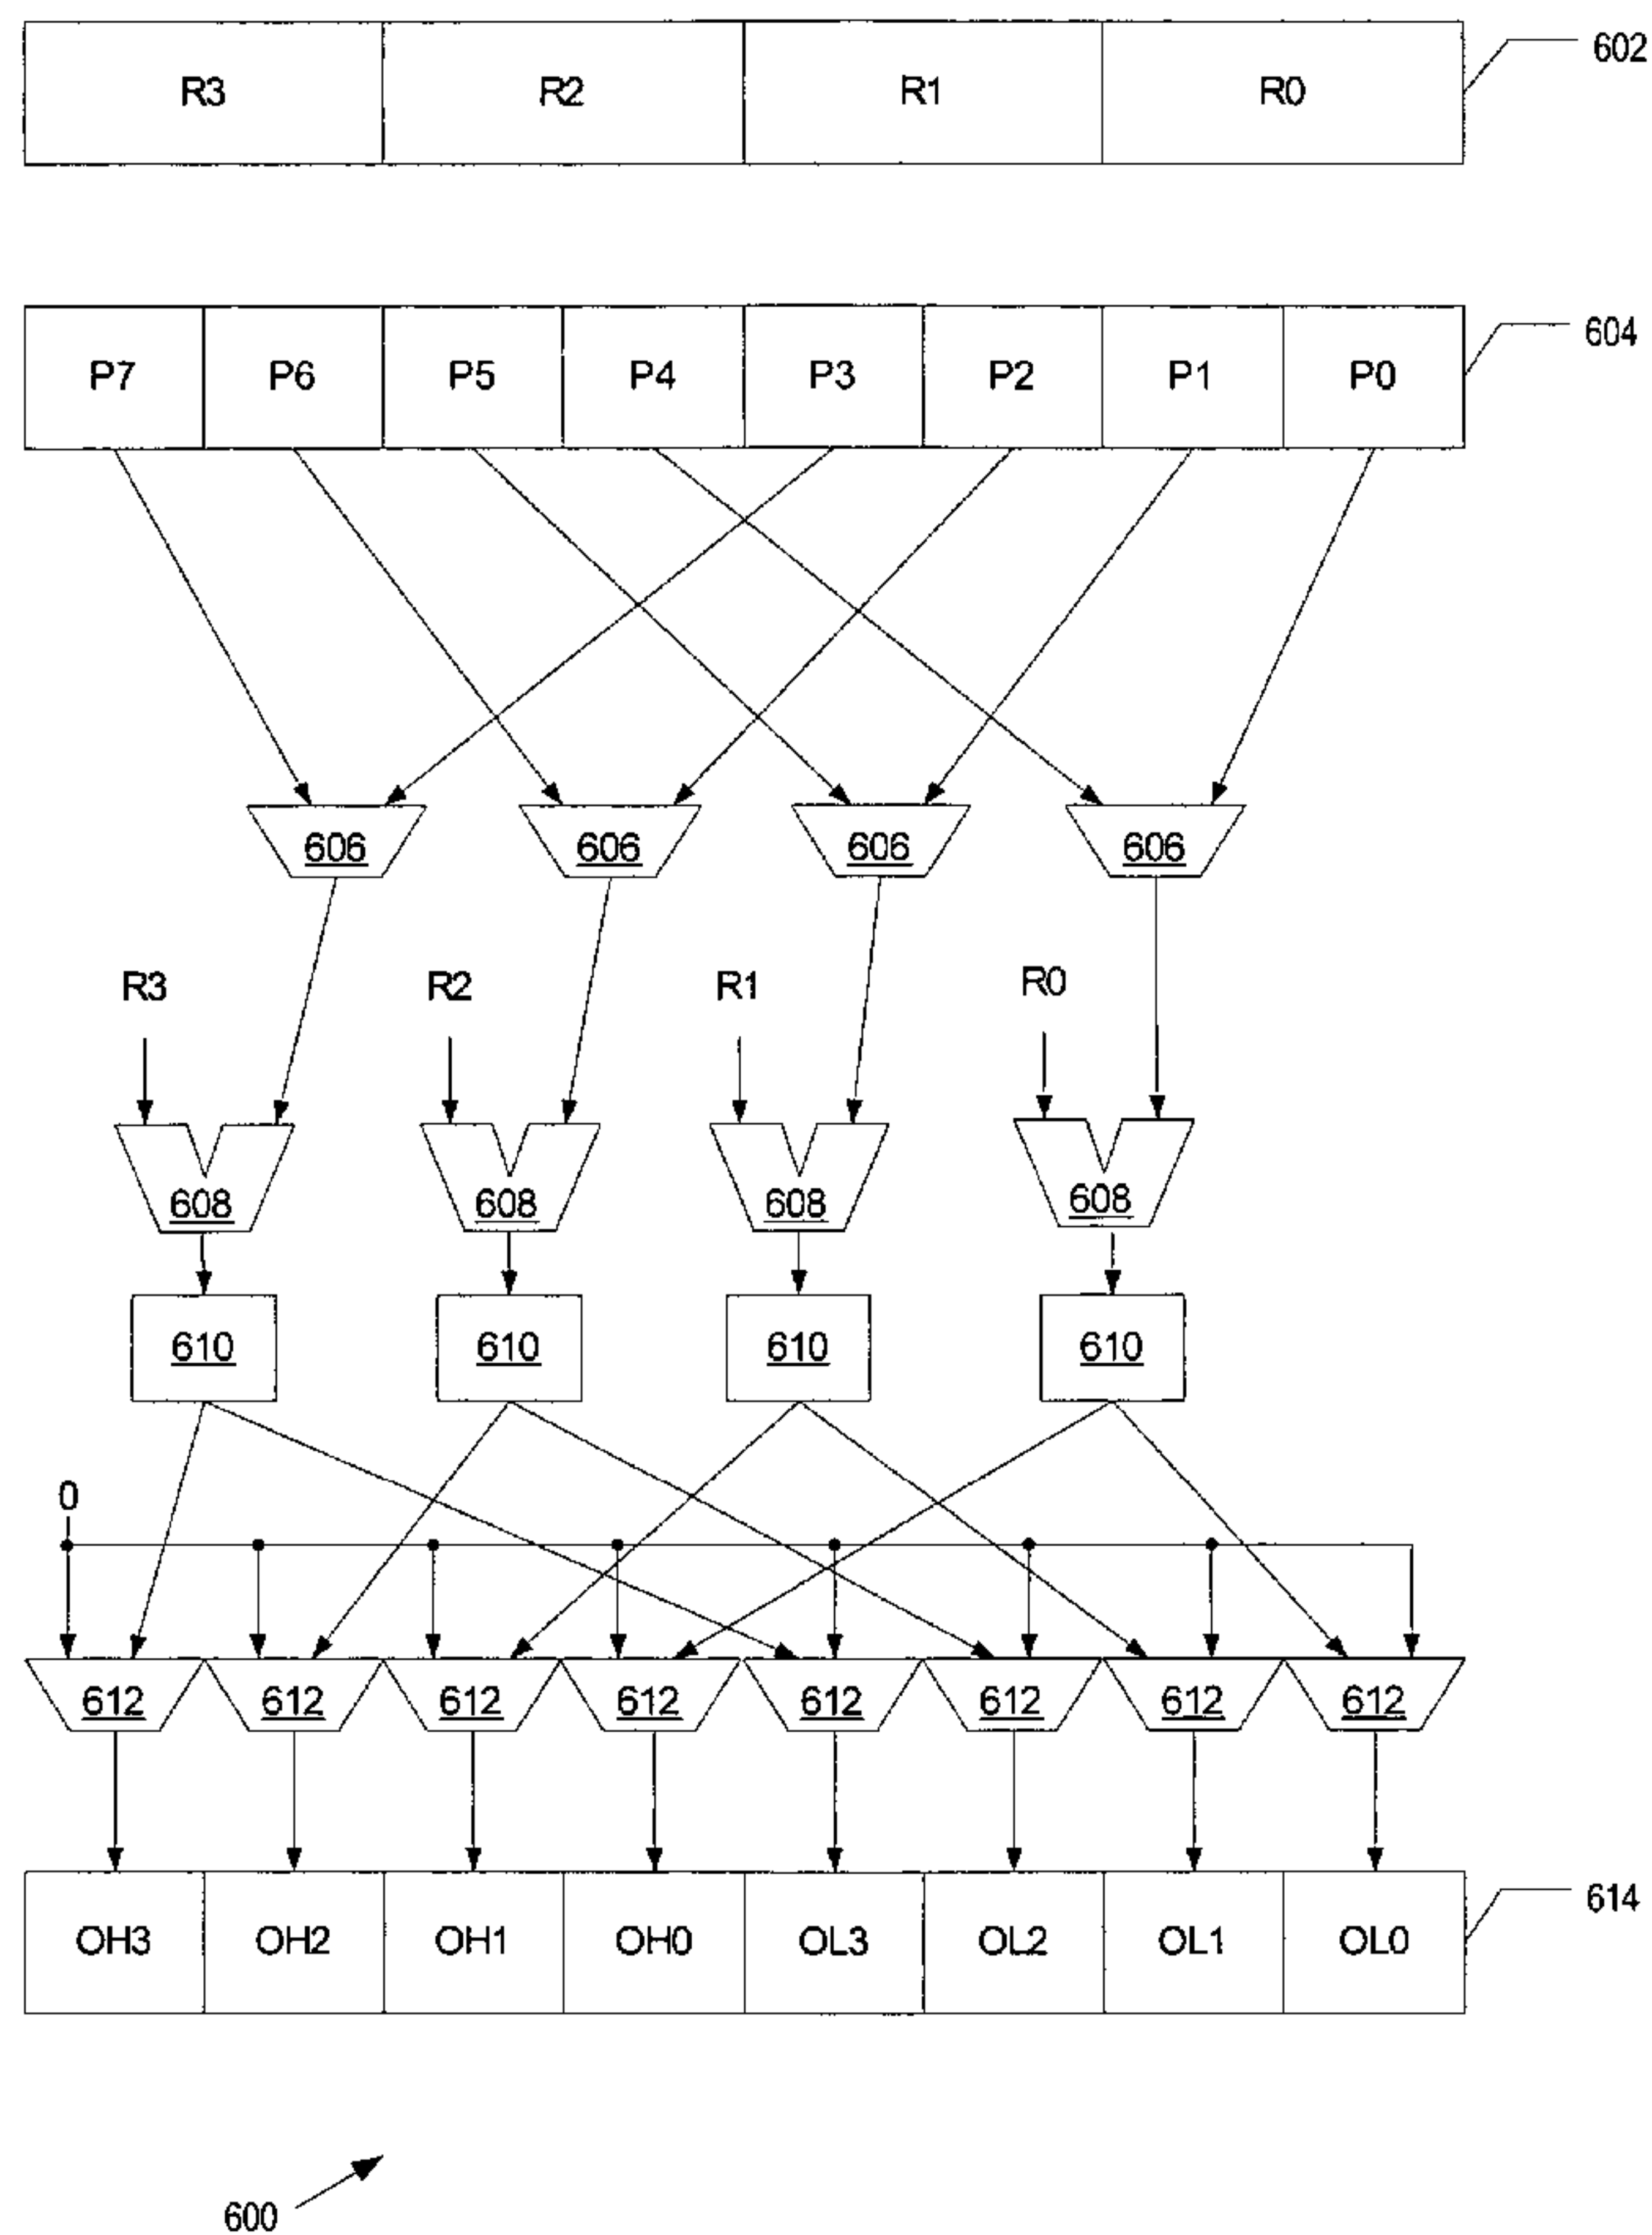 R3 R2 R1 R0 602
P7 P6 P5 P4 P3 P2 P1 P0 604
606 606 606 606
R3 R2 R1 R0
608 608 608 608
610 610 610 610
0
612 612 612 612 612 612 612 612
OH3 OH2 OH1 OH0 OL3 OL2 OL1 OL0 614
600